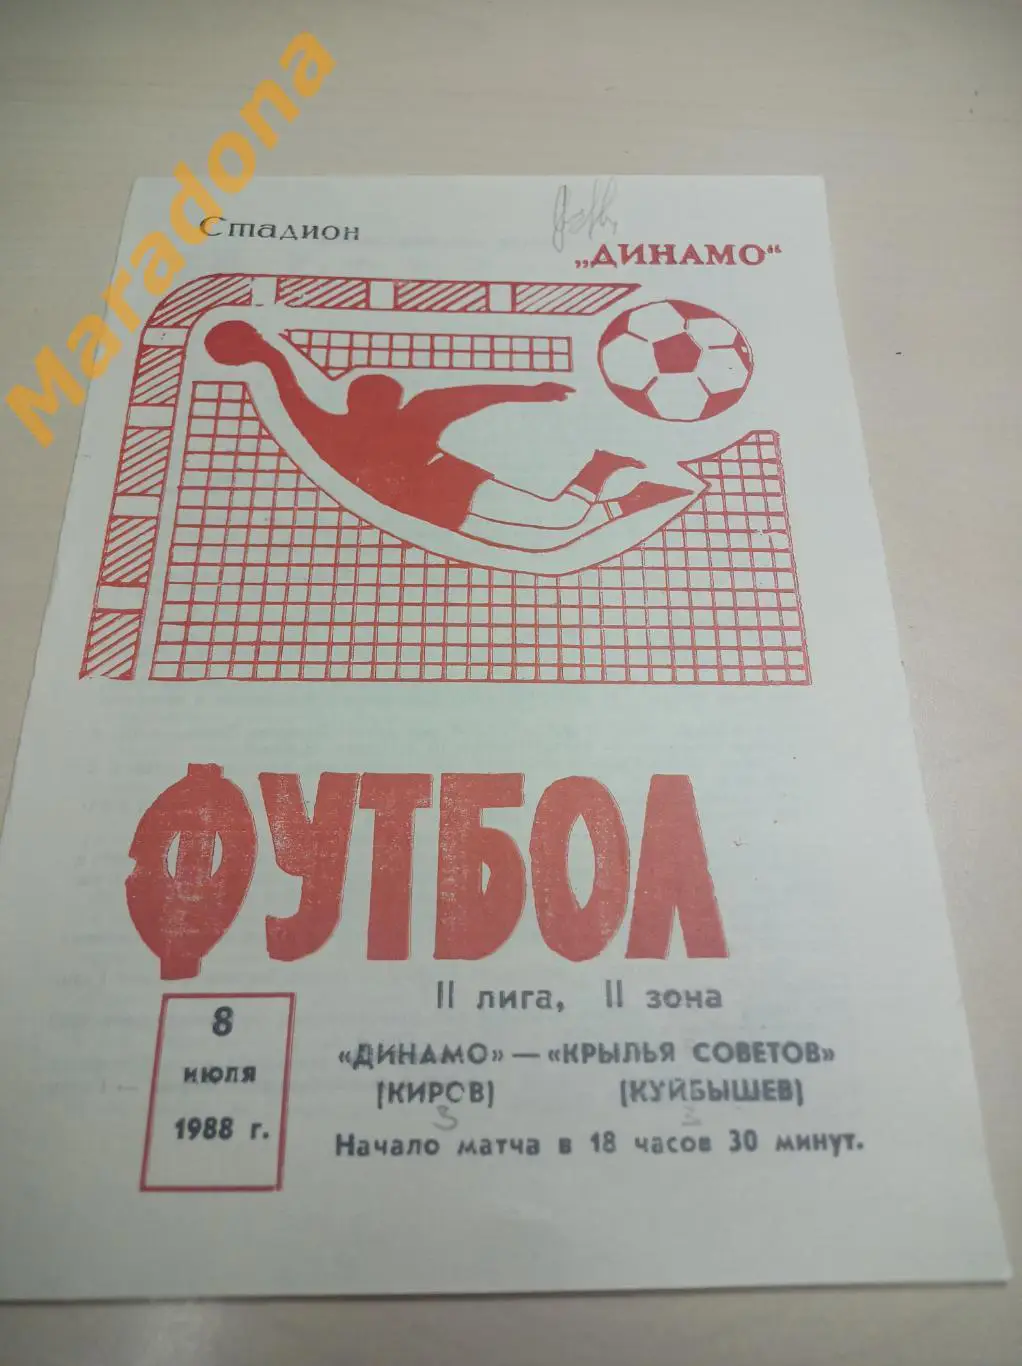 Maradona
Стадион
„ДИНАМО“
ФУТБОЛ
II лига, II зона
8
июля
1988 г.
«ДИНАМО» — «КРЫЛЬЯ СОВЕТОВ»
[КИРОВ] [КУЙБЫШЕВ]
3 3
Начало матча в 18 часов 30 минут.